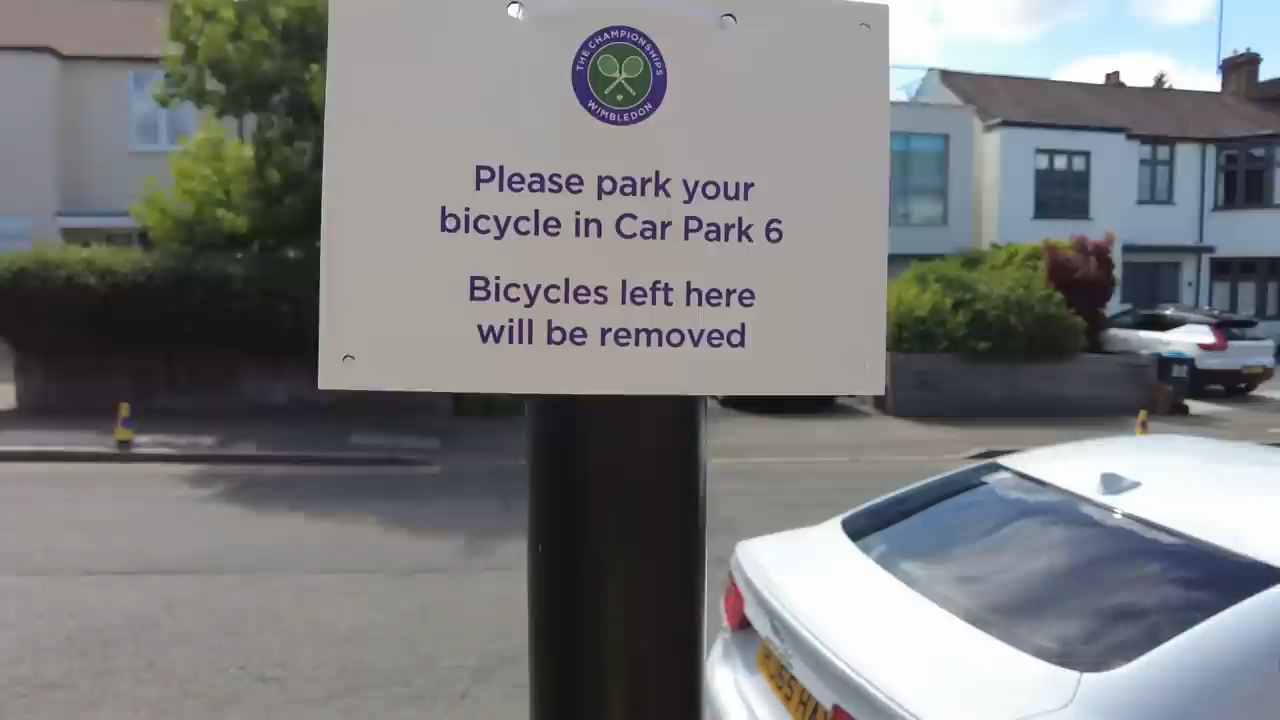 THE CHAMPIONSHIPS
WIMBLEDON
Please park your
bicycle in Car Park 6
Bicycles left here
will be removed